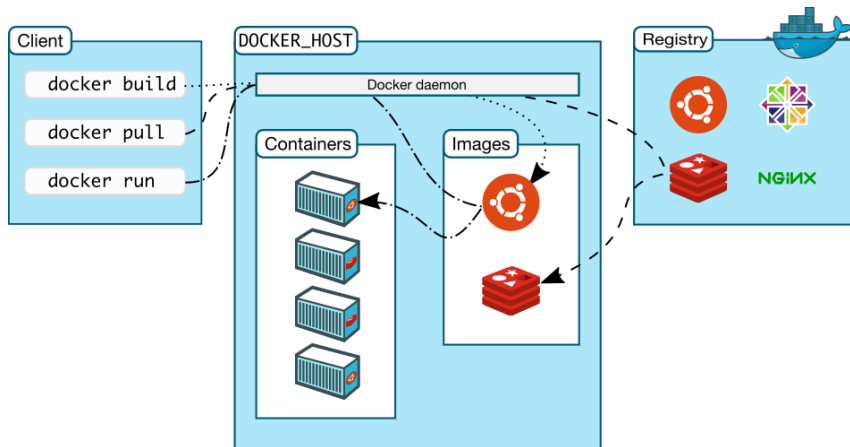 Client
docker build
docker pull
docker run
DOCKER_HOST
Docker daemon
Containers
Images
Registry
NGiNX